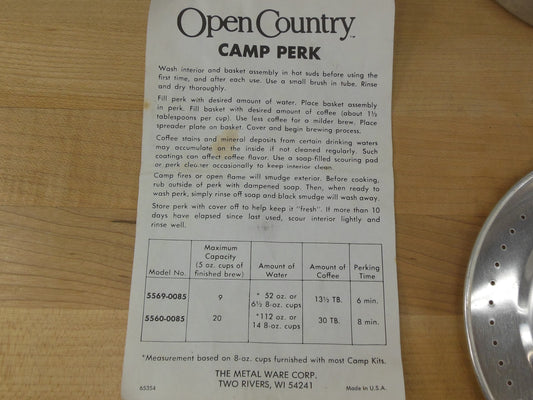 Open Country™
CAMP PERK
Wash interior and basket assembly in hot suds before using the
first time, and after each use. Use a small brush in tube. Rinse
and dry thoroughly.
Fill perk with desired amount of water. Place basket assembly
in perk. Fill basket with desired amount of coffee (about 1½
tablespoons per cup). Use less coffee for a milder brew. Place
spreader plate on basket. Cover and begin brewing process.
Coffee stains and mineral deposits from certain drinking waters
may accumulate on the inside if not cleaned regularly. Such
coatings can affect coffee flavor. Use a soap-filled scouring pad
or perk cleaner occasionally to keep interior clean.
Camp fires or open flame will smudge exterior. Before cooking,
rub outside of perk with dampened soap. Then, when ready to
wash perk, simply rinse off soap and black smudge will wash away.
Store perk with cover off to help keep it "fresh". If more than 10
days have elapsed since last used, scour interior lightly and
rinse well.
Model No.
Maximum
Capacity
(5 oz. cups of
finished brew)
Amount of
Water
Amount of
Coffee
Perking
Time
5569-0085 9 * 52 oz. or
6½ 8-oz. cups 13½ TB. 6 min.
5560-0085 20 *112 oz. or
14 8-oz. cups 30 TB. 8 min.
*Measurement based on 8-oz. cups furnished with most Camp Kits.
THE METAL WARE CORP.
TWO RIVERS, WI 54241
65354 Made in U.S.A.